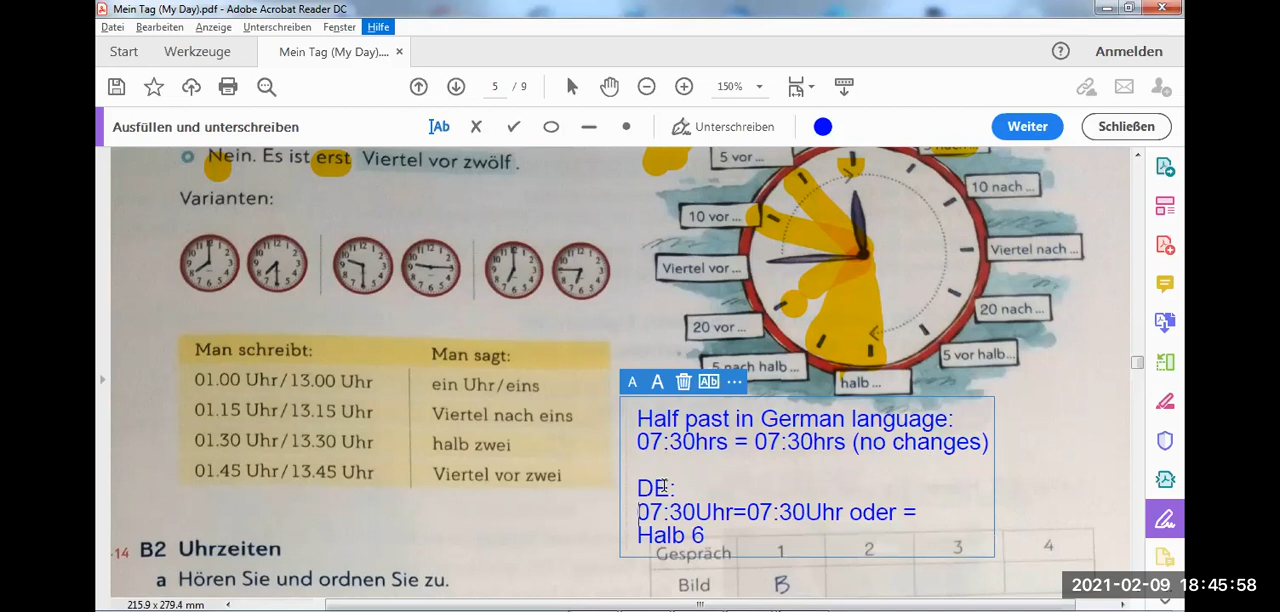 Mein Tag (My Day).pdf - Adobe Acrobat Reader DC
Datei Bearbeiten Anzeige Unterschreiben Fenster Hilfe
Start Werkzeuge Mein Tag (My Day).... × Anmelden
5 / 9 150%
Ausfüllen und unterschreiben Ab Unterschreiben Weiter Schließen
Nein. Es ist erst Viertel vor zwölf.
Varianten:
5 vor ...
10 nach ...
10 vor ...
Viertel nach ...
Viertel vor ...
20 nach ...
20 vor ...
5 vor halb...
5 nach halb...
halb ...
Man schreibt: Man sagt:
01.00 Uhr/13.00 Uhr ein Uhr/eins
01.15 Uhr/13.15 Uhr Viertel nach eins
01.30 Uhr/13.30 Uhr halb zwei
01.45 Uhr/13.45 Uhr Viertel vor zwei
A A Ab ...
Half past in German language:
07:30hrs = 07:30hrs (no changes)
DE:
07:30Uhr=07:30Uhr oder =
Halb 6
-14 B2 Uhrzeiten
a Hören Sie und ordnen Sie zu.
Gespräch 1 2 3 4
Bild B
2021-02-09 18:45:58
215.9 x 279.4 mm